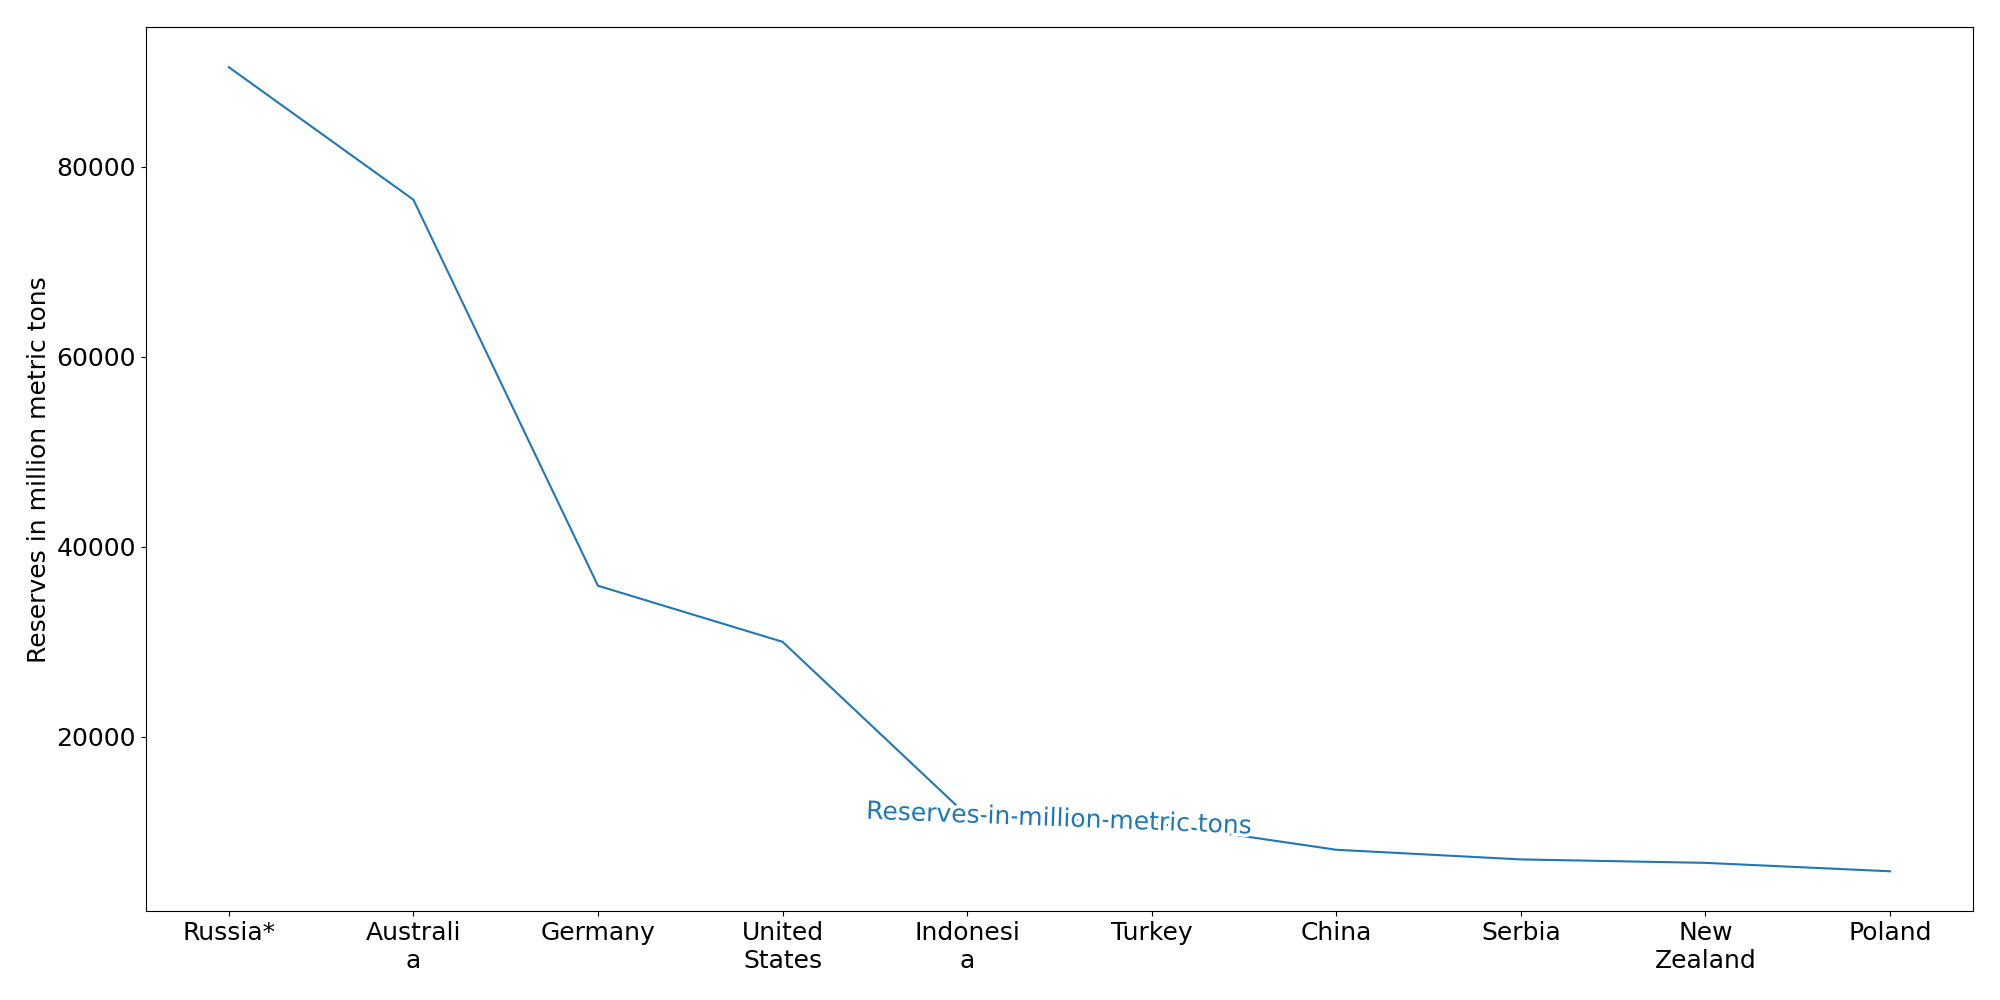 Reserves in million metric tons
80000
60000
40000
20000
Reserves-in-million-metric-tons
Russia*
Australi
a
Germany
United
States
Indonesi
a
Turkey
China
Serbia
New
Zealand
Poland